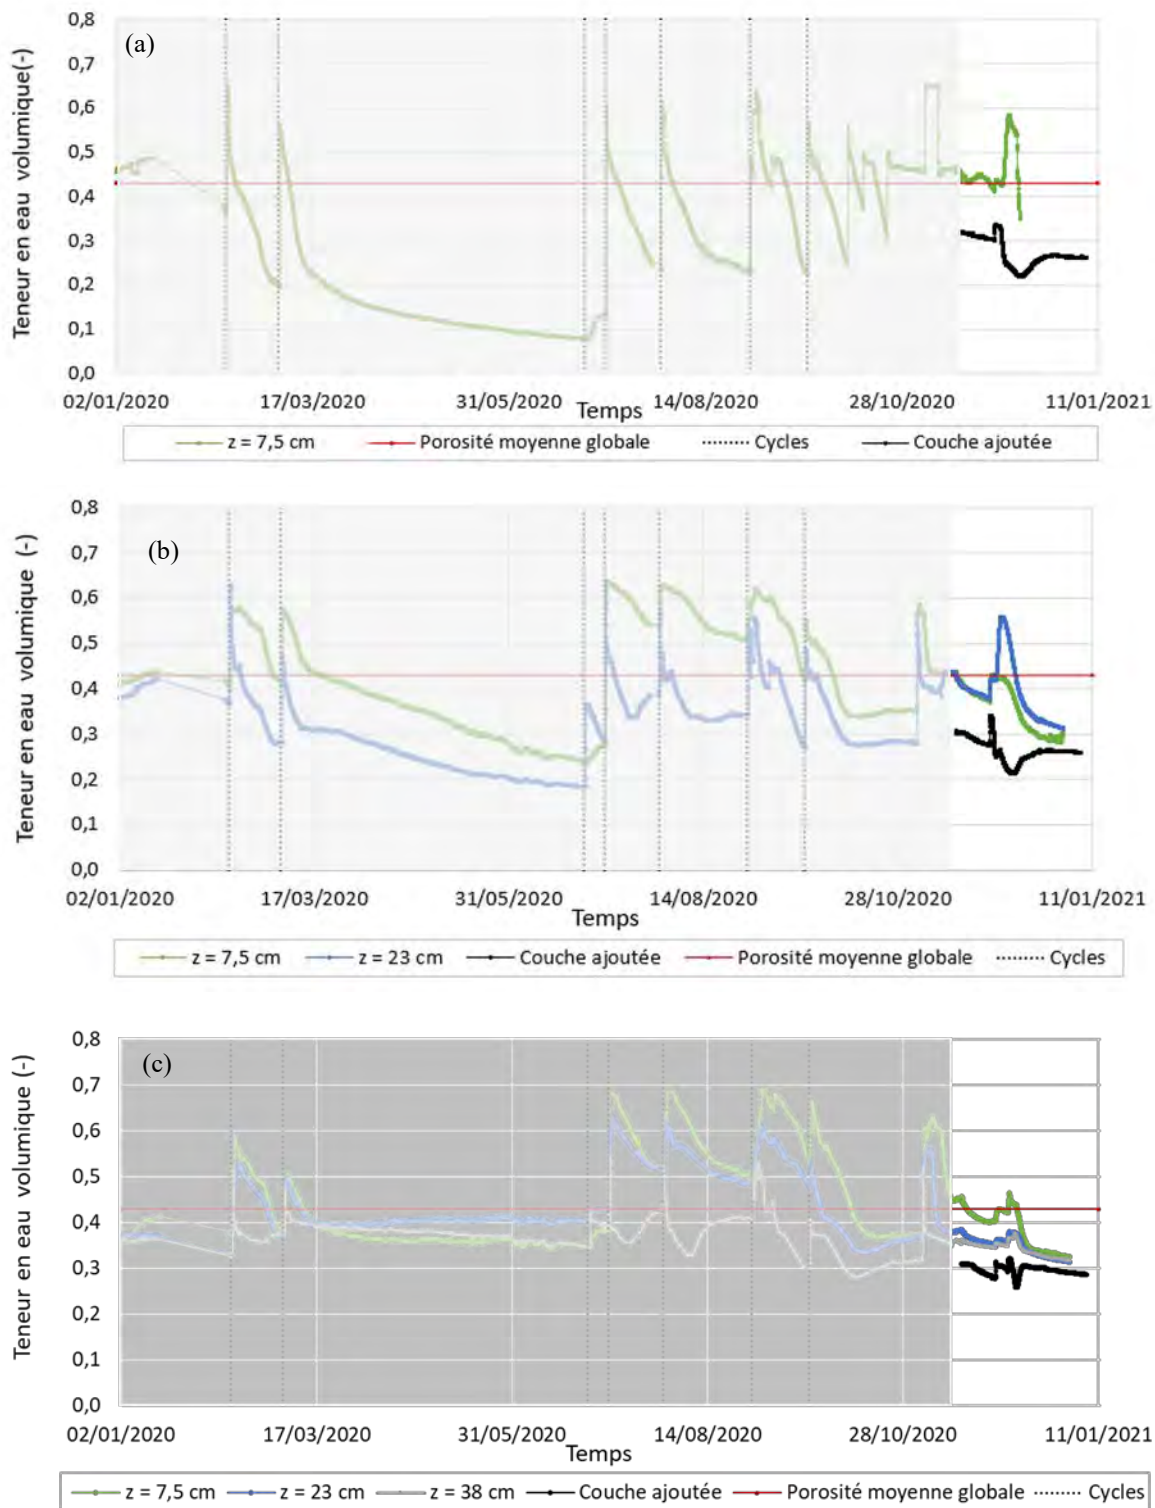 (a)
Teneur en eau volumique(-)
0,8
0,7
0,6
0,5
0,4
0,3
0,2
0,1
0,0
02/01/2020 17/03/2020 31/05/2020 14/08/2020 28/10/2020 11/01/2021
Temps
z = 7,5 cm Porosité moyenne globale Cycles Couche ajoutée
(b)
Teneur en eau volumique (-)
0,8
0,7
0,6
0,5
0,4
0,3
0,2
0,1
0,0
02/01/2020 17/03/2020 31/05/2020 14/08/2020 28/10/2020 11/01/2021
Temps
z = 7,5 cm z = 23 cm Couche ajoutée Porosité moyenne globale Cycles
(c)
Teneur en eau volumique (-)
0,8
0,7
0,6
0,5
0,4
0,3
0,2
0,1
0,0
02/01/2020 17/03/2020 31/05/2020 14/08/2020 28/10/2020 11/01/2021
Temps
z = 7,5 cm z = 23 cm z = 38 cm Couche ajoutée Porosité moyenne globale Cycles